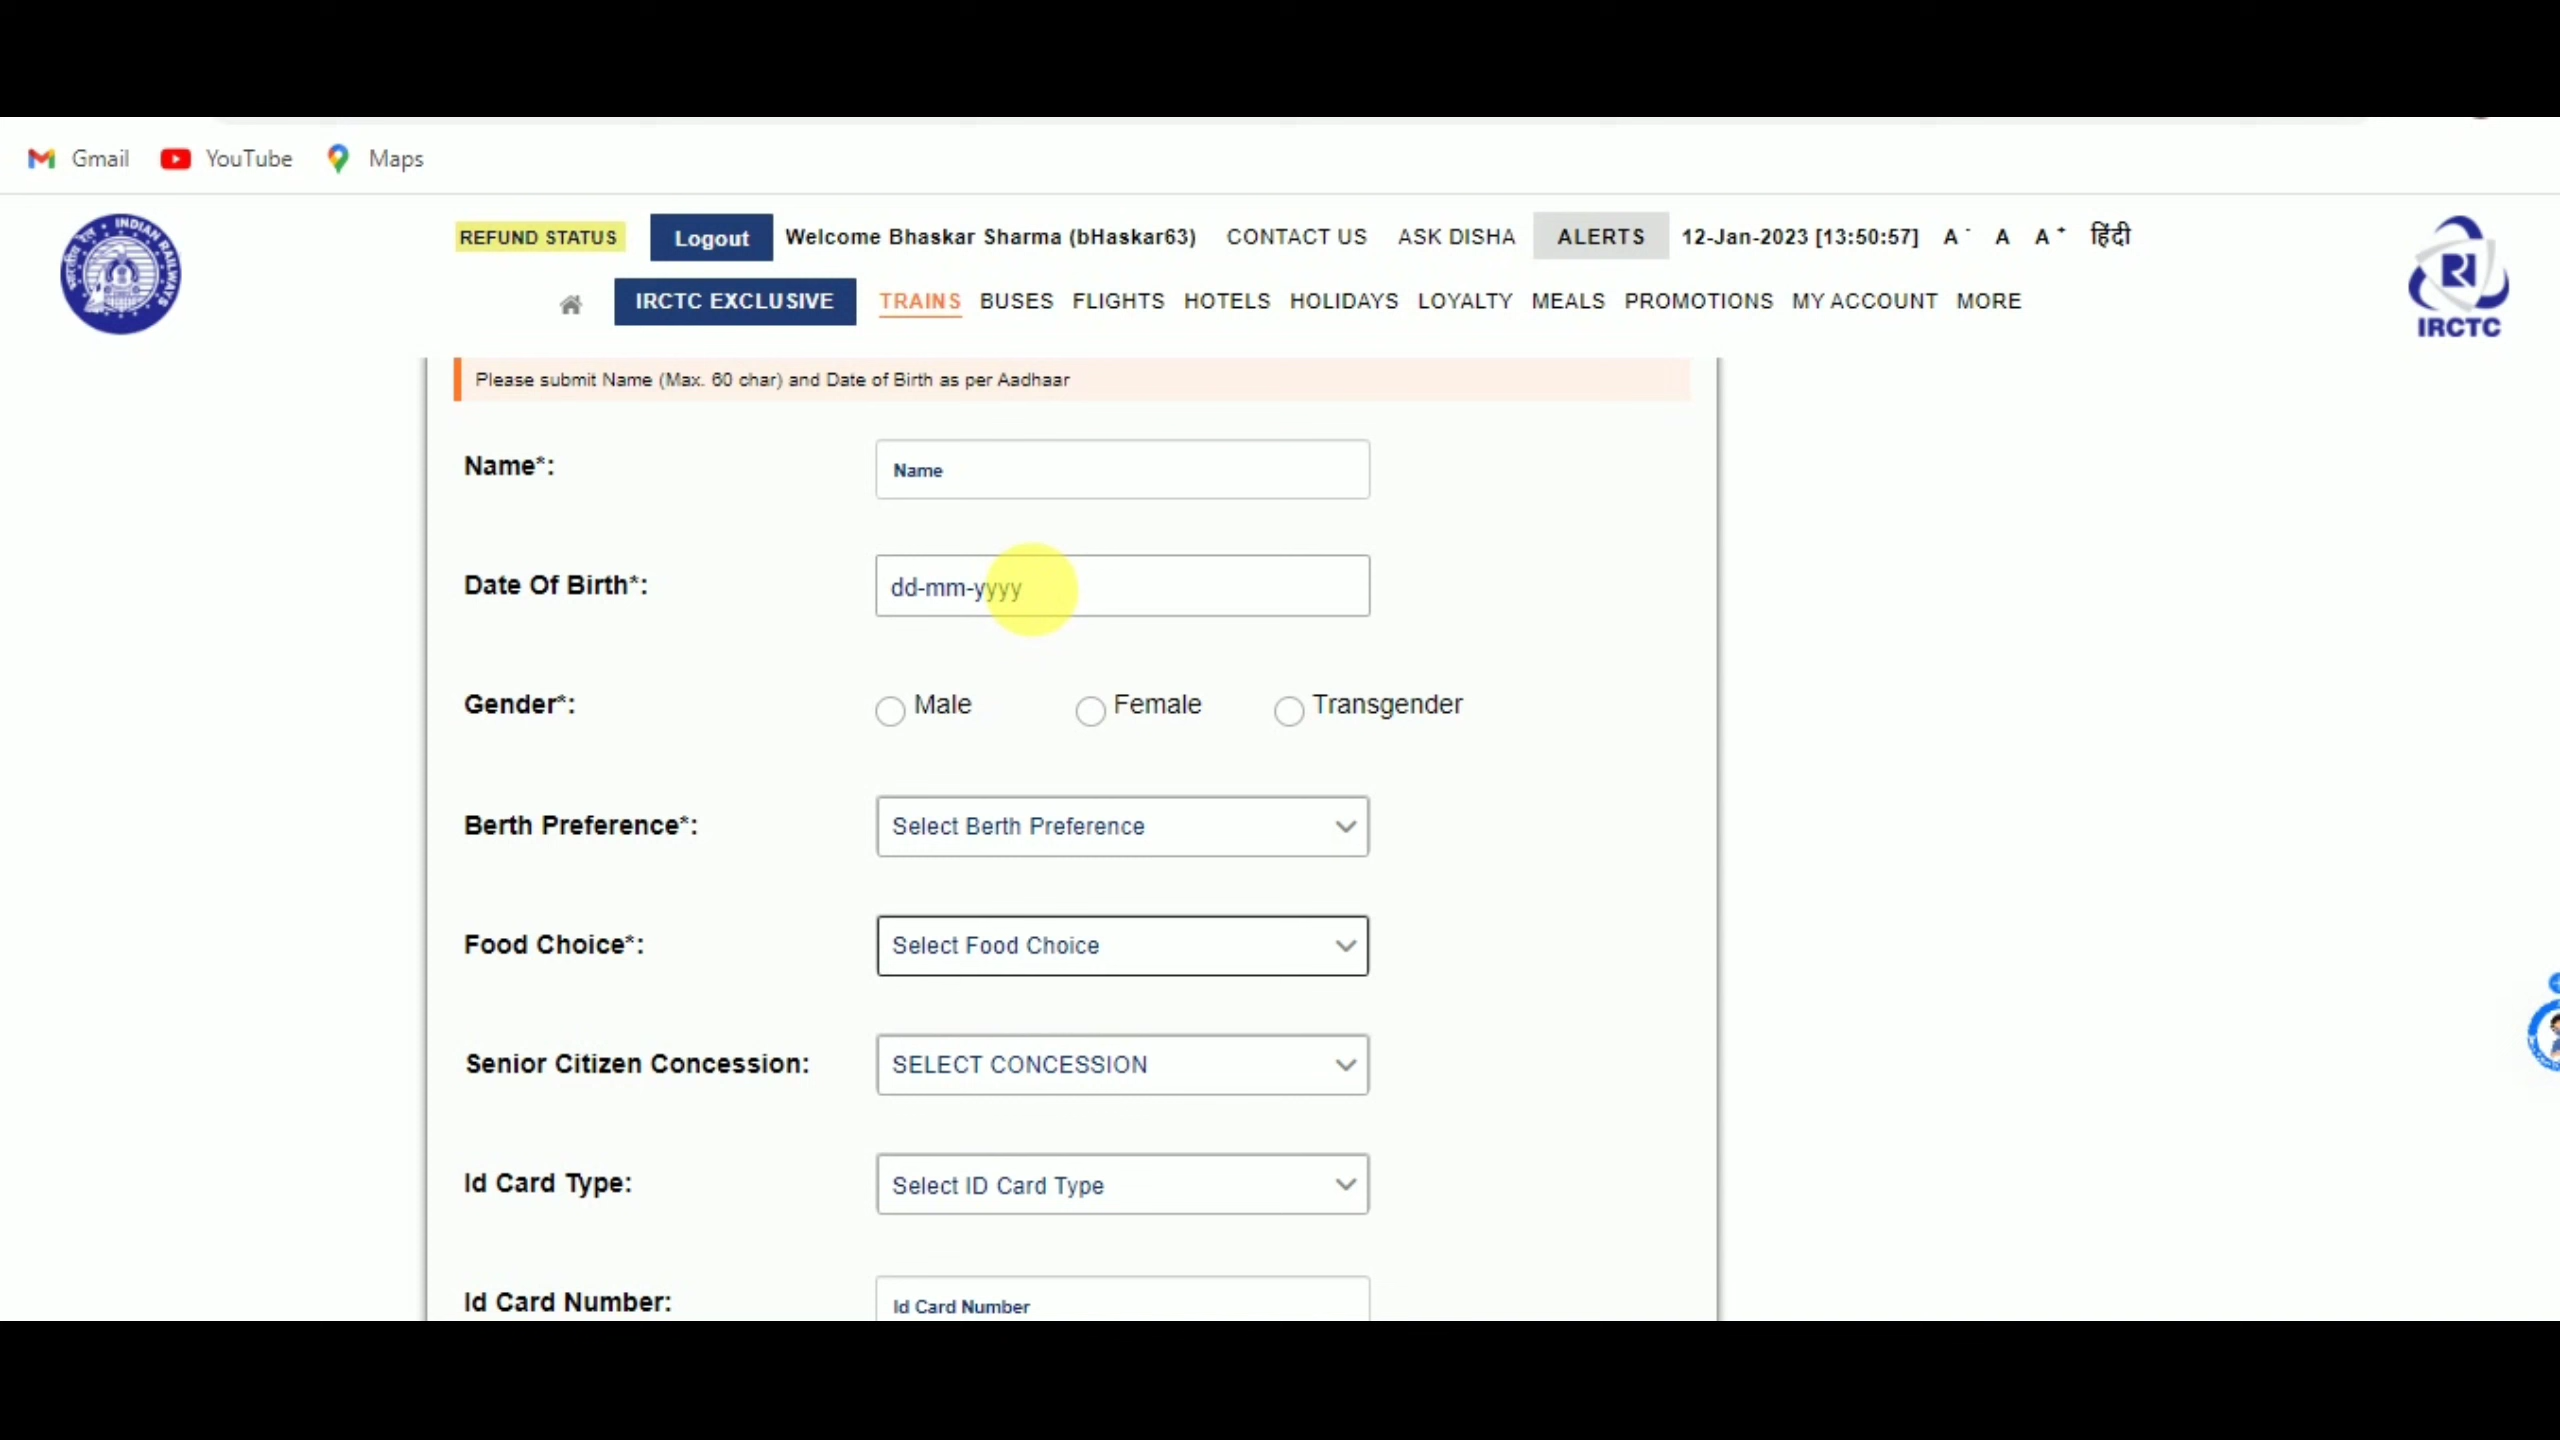 Gmail YouTube Maps
REFUND STATUS Logout Welcome Bhaskar Sharma (bHaskar63) CONTACT US ASK DISHA ALERTS 12-Jan-2023 [13:50:57] A- A A+ हिंदी
IRCTC EXCLUSIVE TRAINS BUSES FLIGHTS HOTELS HOLIDAYS LOYALTY MEALS PROMOTIONS MY ACCOUNT MORE
INDIAN RAILWAYS भारतीय रेल
IRCTC
Please submit Name (Max. 60 char) and Date of Birth as per Aadhaar
Name*: Name
Date Of Birth*: dd-mm-yyyy
Gender*: Male Female Transgender
Berth Preference*: Select Berth Preference
Food Choice*: Select Food Choice
Senior Citizen Concession: SELECT CONCESSION
Id Card Type: Select ID Card Type
Id Card Number: Id Card Number